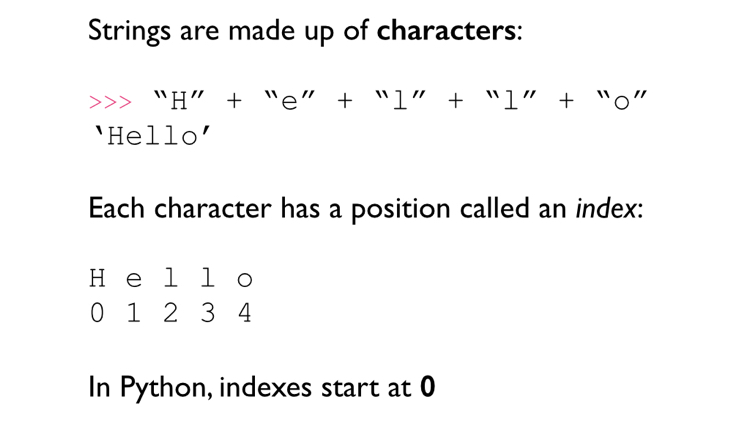 Strings are made up of characters:
>>> “H” + “e” + “l” + “l” + “o”
‘Hello’
Each character has a position called an index:
H e l l o
0 1 2 3 4
In Python, indexes start at 0